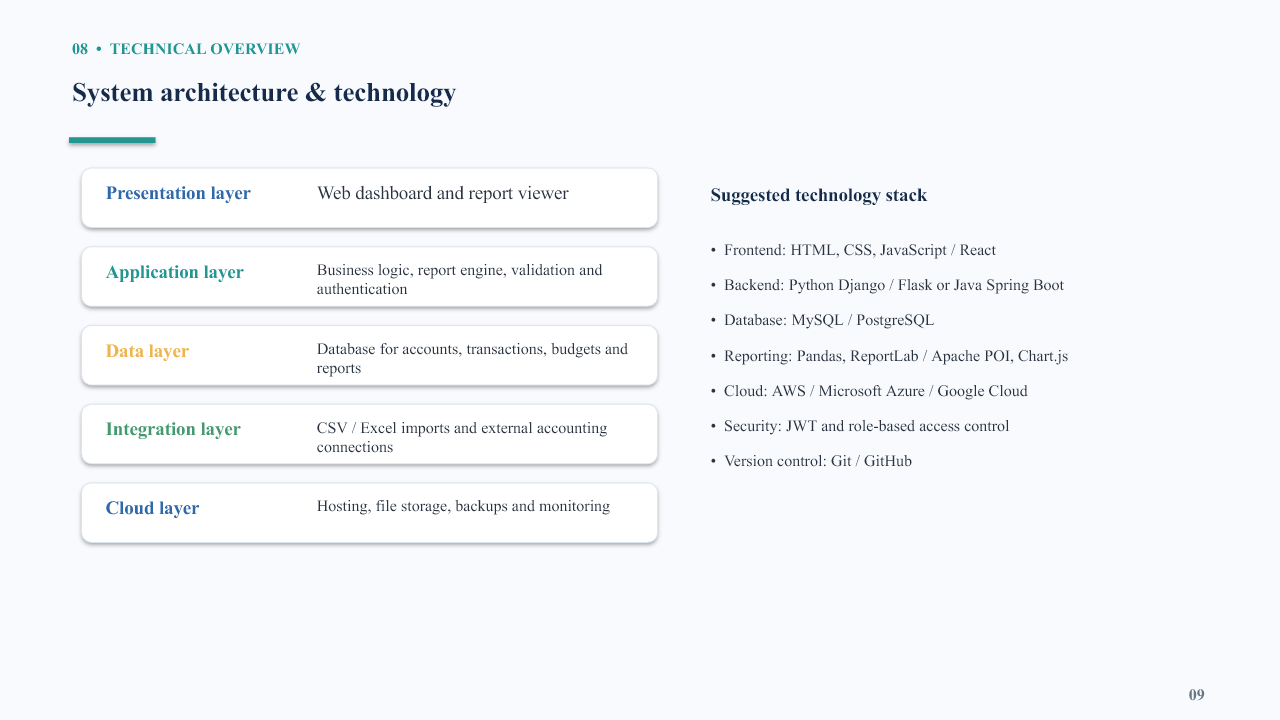 08 • TECHNICAL OVERVIEW
System architecture & technology
Presentation layer
Web dashboard and report viewer
Application layer
Business logic, report engine, validation and
authentication
Data layer
Database for accounts, transactions, budgets and
reports
Integration layer
CSV / Excel imports and external accounting
connections
Cloud layer
Hosting, file storage, backups and monitoring
Suggested technology stack
• Frontend: HTML, CSS, JavaScript / React
• Backend: Python Django / Flask or Java Spring Boot
• Database: MySQL / PostgreSQL
• Reporting: Pandas, ReportLab / Apache POI, Chart.js
• Cloud: AWS / Microsoft Azure / Google Cloud
• Security: JWT and role-based access control
• Version control: Git / GitHub
09